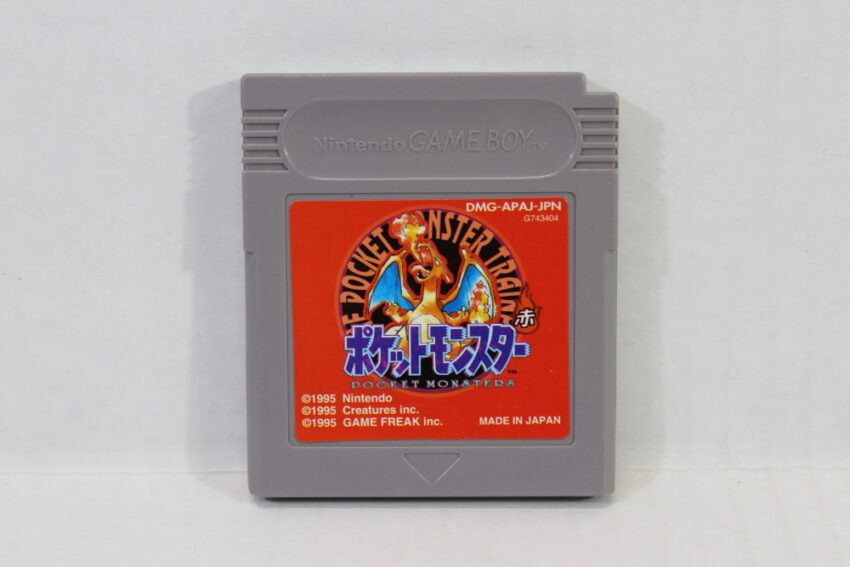 Nintendo GAME BOY TM
DMG-APAJ-JPN
G743404
POCKET MONSTER
赤
ポケットモンスター TM
POCKET MONSTERS
©1995 Nintendo
©1995 Creatures inc.
©1995 GAME FREAK inc.
MADE IN JAPAN